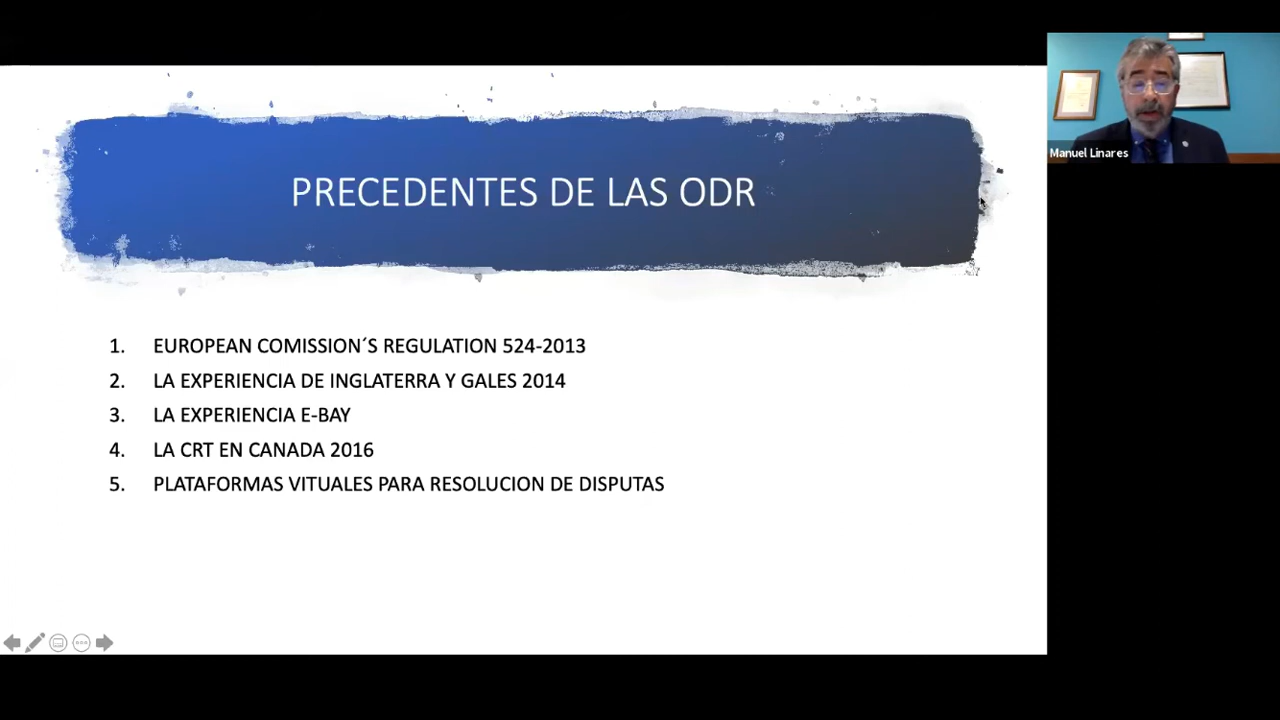 PRECEDENTES DE LAS ODR
1. EUROPEAN COMISSION´S REGULATION 524-2013
2. LA EXPERIENCIA DE INGLATERRA Y GALES 2014
3. LA EXPERIENCIA E-BAY
4. LA CRT EN CANADA 2016
5. PLATAFORMAS VITUALES PARA RESOLUCION DE DISPUTAS
Manuel Linares